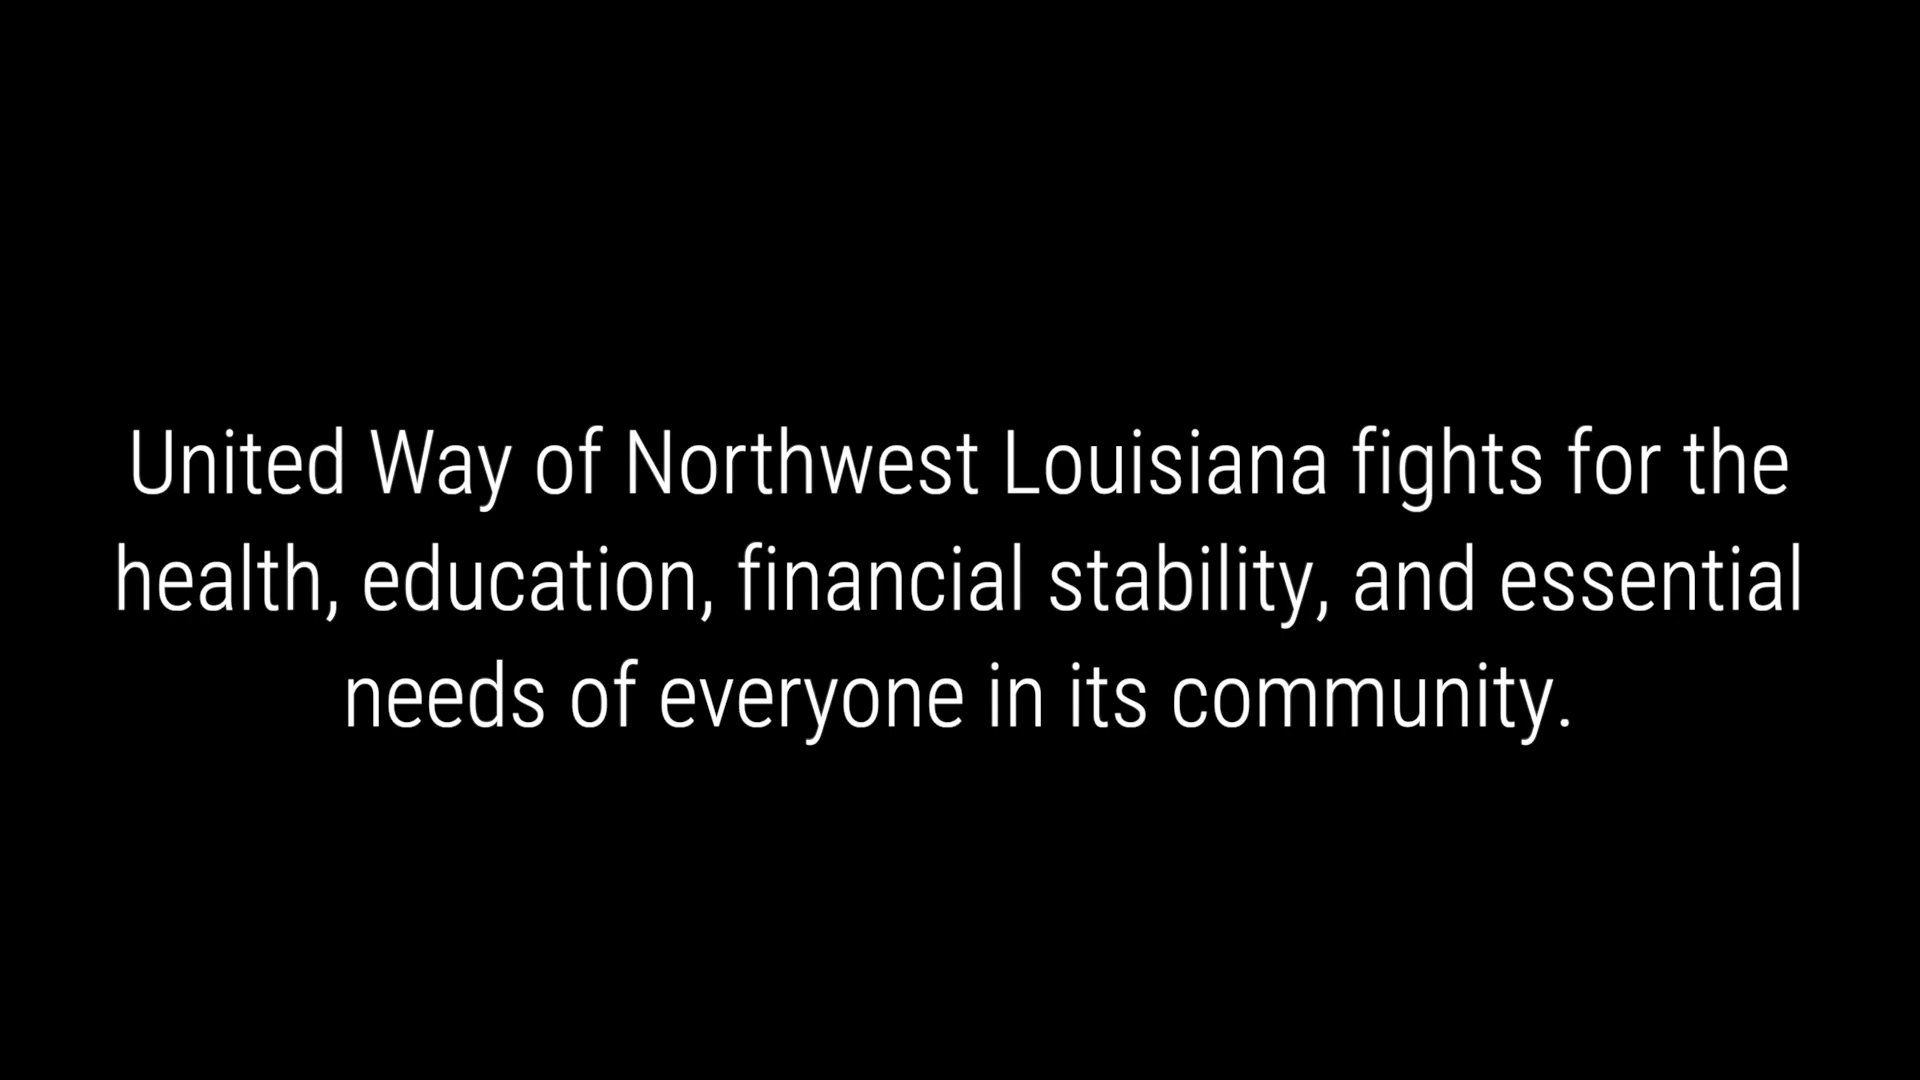 United Way of Northwest Louisiana fights for the
health, education, financial stability, and essential
needs of everyone in its community.